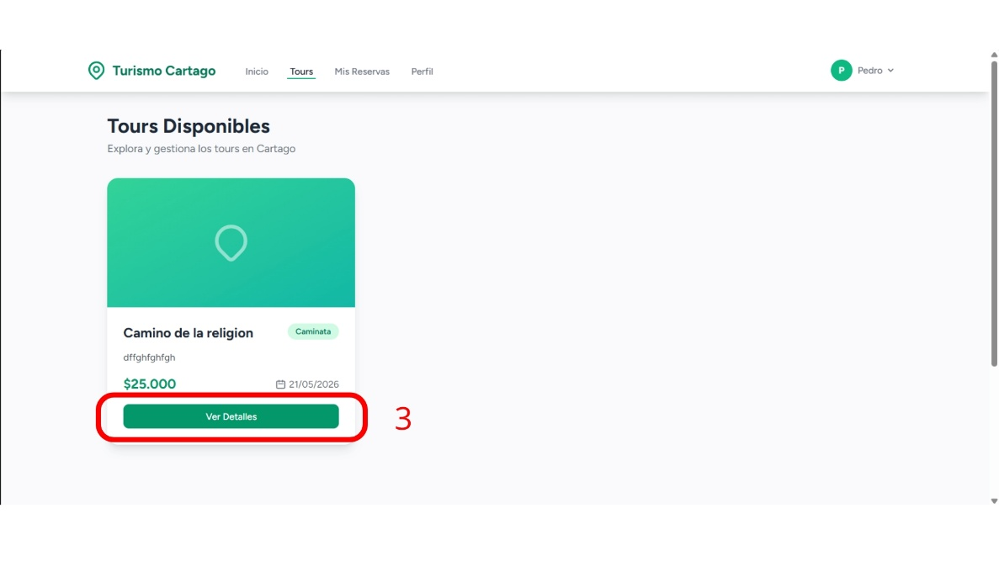 Turismo Cartago Inicio Tours Mis Reservas Perfil P Pedro
Tours Disponibles
Explora y gestiona los tours en Cartago
Camino de la religion Caminata
dffghfghfgh
$25.000 21/05/2026
Ver Detalles 3